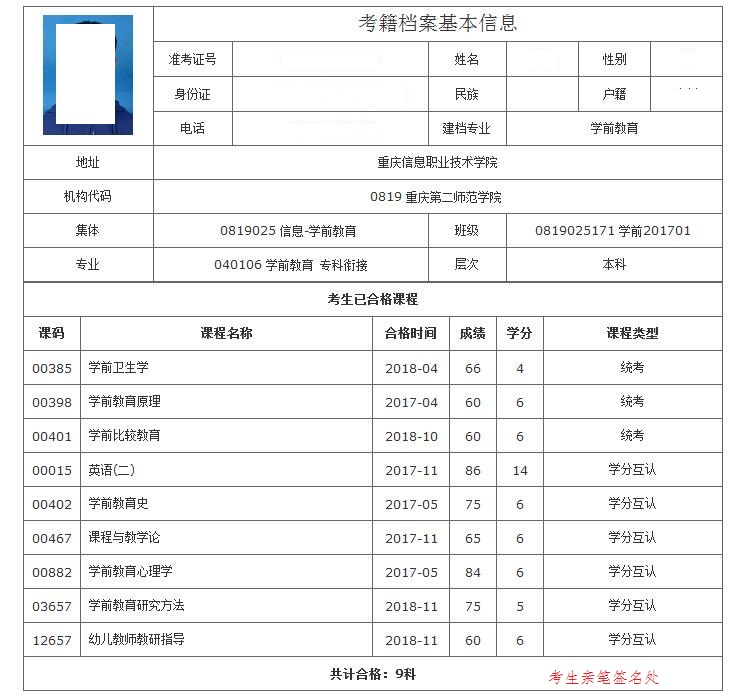 考籍档案基本信息
准考证号 姓名 性别
身份证 民族 户籍
电话 建档专业 学前教育
地址 重庆信息职业技术学院
机构代码 0819 重庆第二师范学院
集体 0819025 信息-学前教育 班级 0819025171 学前201701
专业 040106 学前教育 专科衔接 层次 本科
考生已合格课程
课码 课程名称 合格时间 成绩 学分 课程类型
00385 学前卫生学 2018-04 66 4 统考
00398 学前教育原理 2017-04 60 6 统考
00401 学前比较教育 2018-10 60 6 统考
00015 英语(二) 2017-11 86 14 学分互认
00402 学前教育史 2017-05 75 6 学分互认
00467 课程与教学论 2017-11 65 6 学分互认
00882 学前教育心理学 2017-05 84 6 学分互认
03657 学前教育研究方法 2018-11 75 5 学分互认
12657 幼儿教师教研指导 2018-11 60 6 学分互认
共计合格：9科 考生亲笔签名处